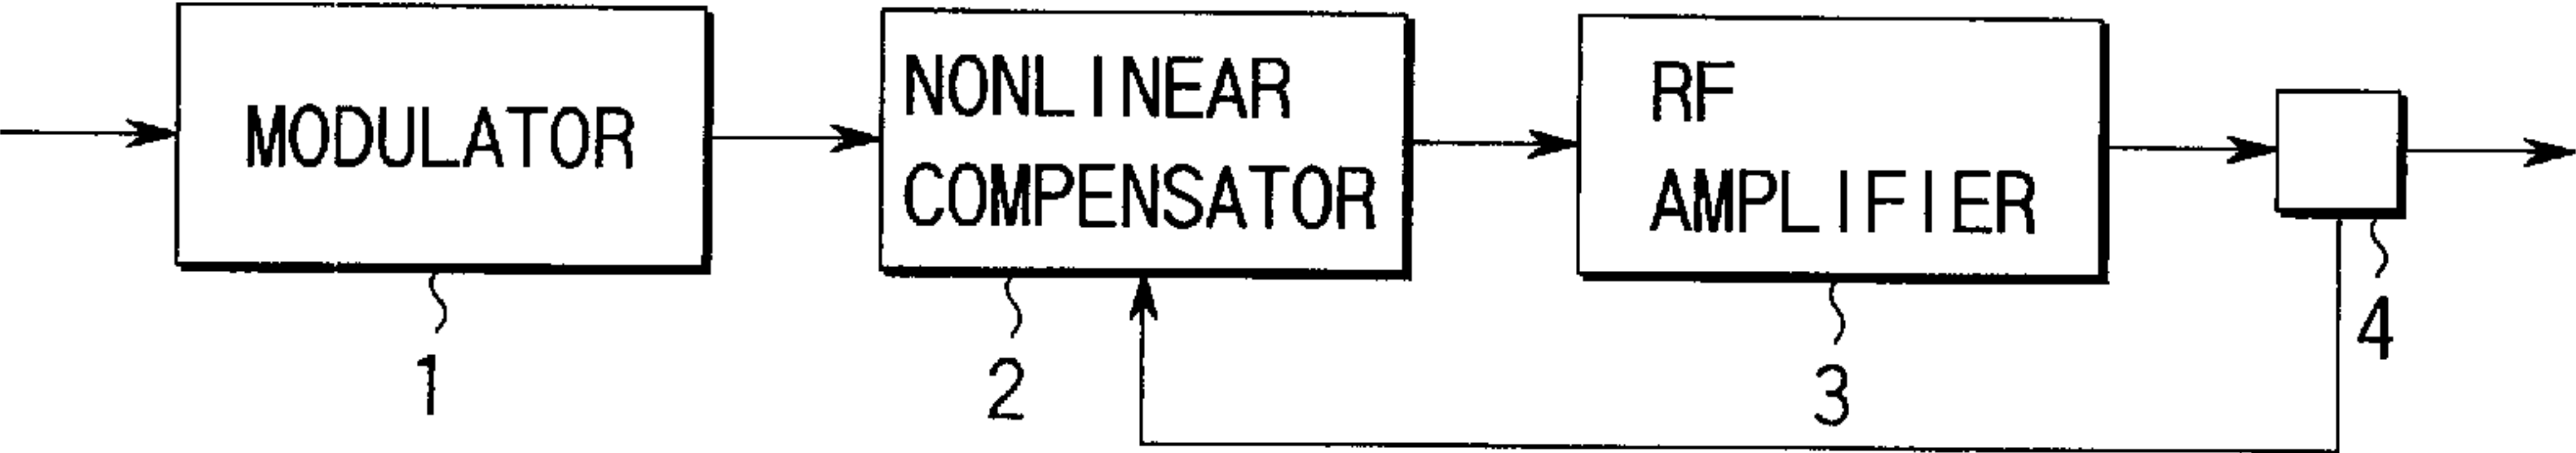 MODULATOR
NONLINEAR
COMPENSATOR
RF
AMPLIFIER
1
2
3
4